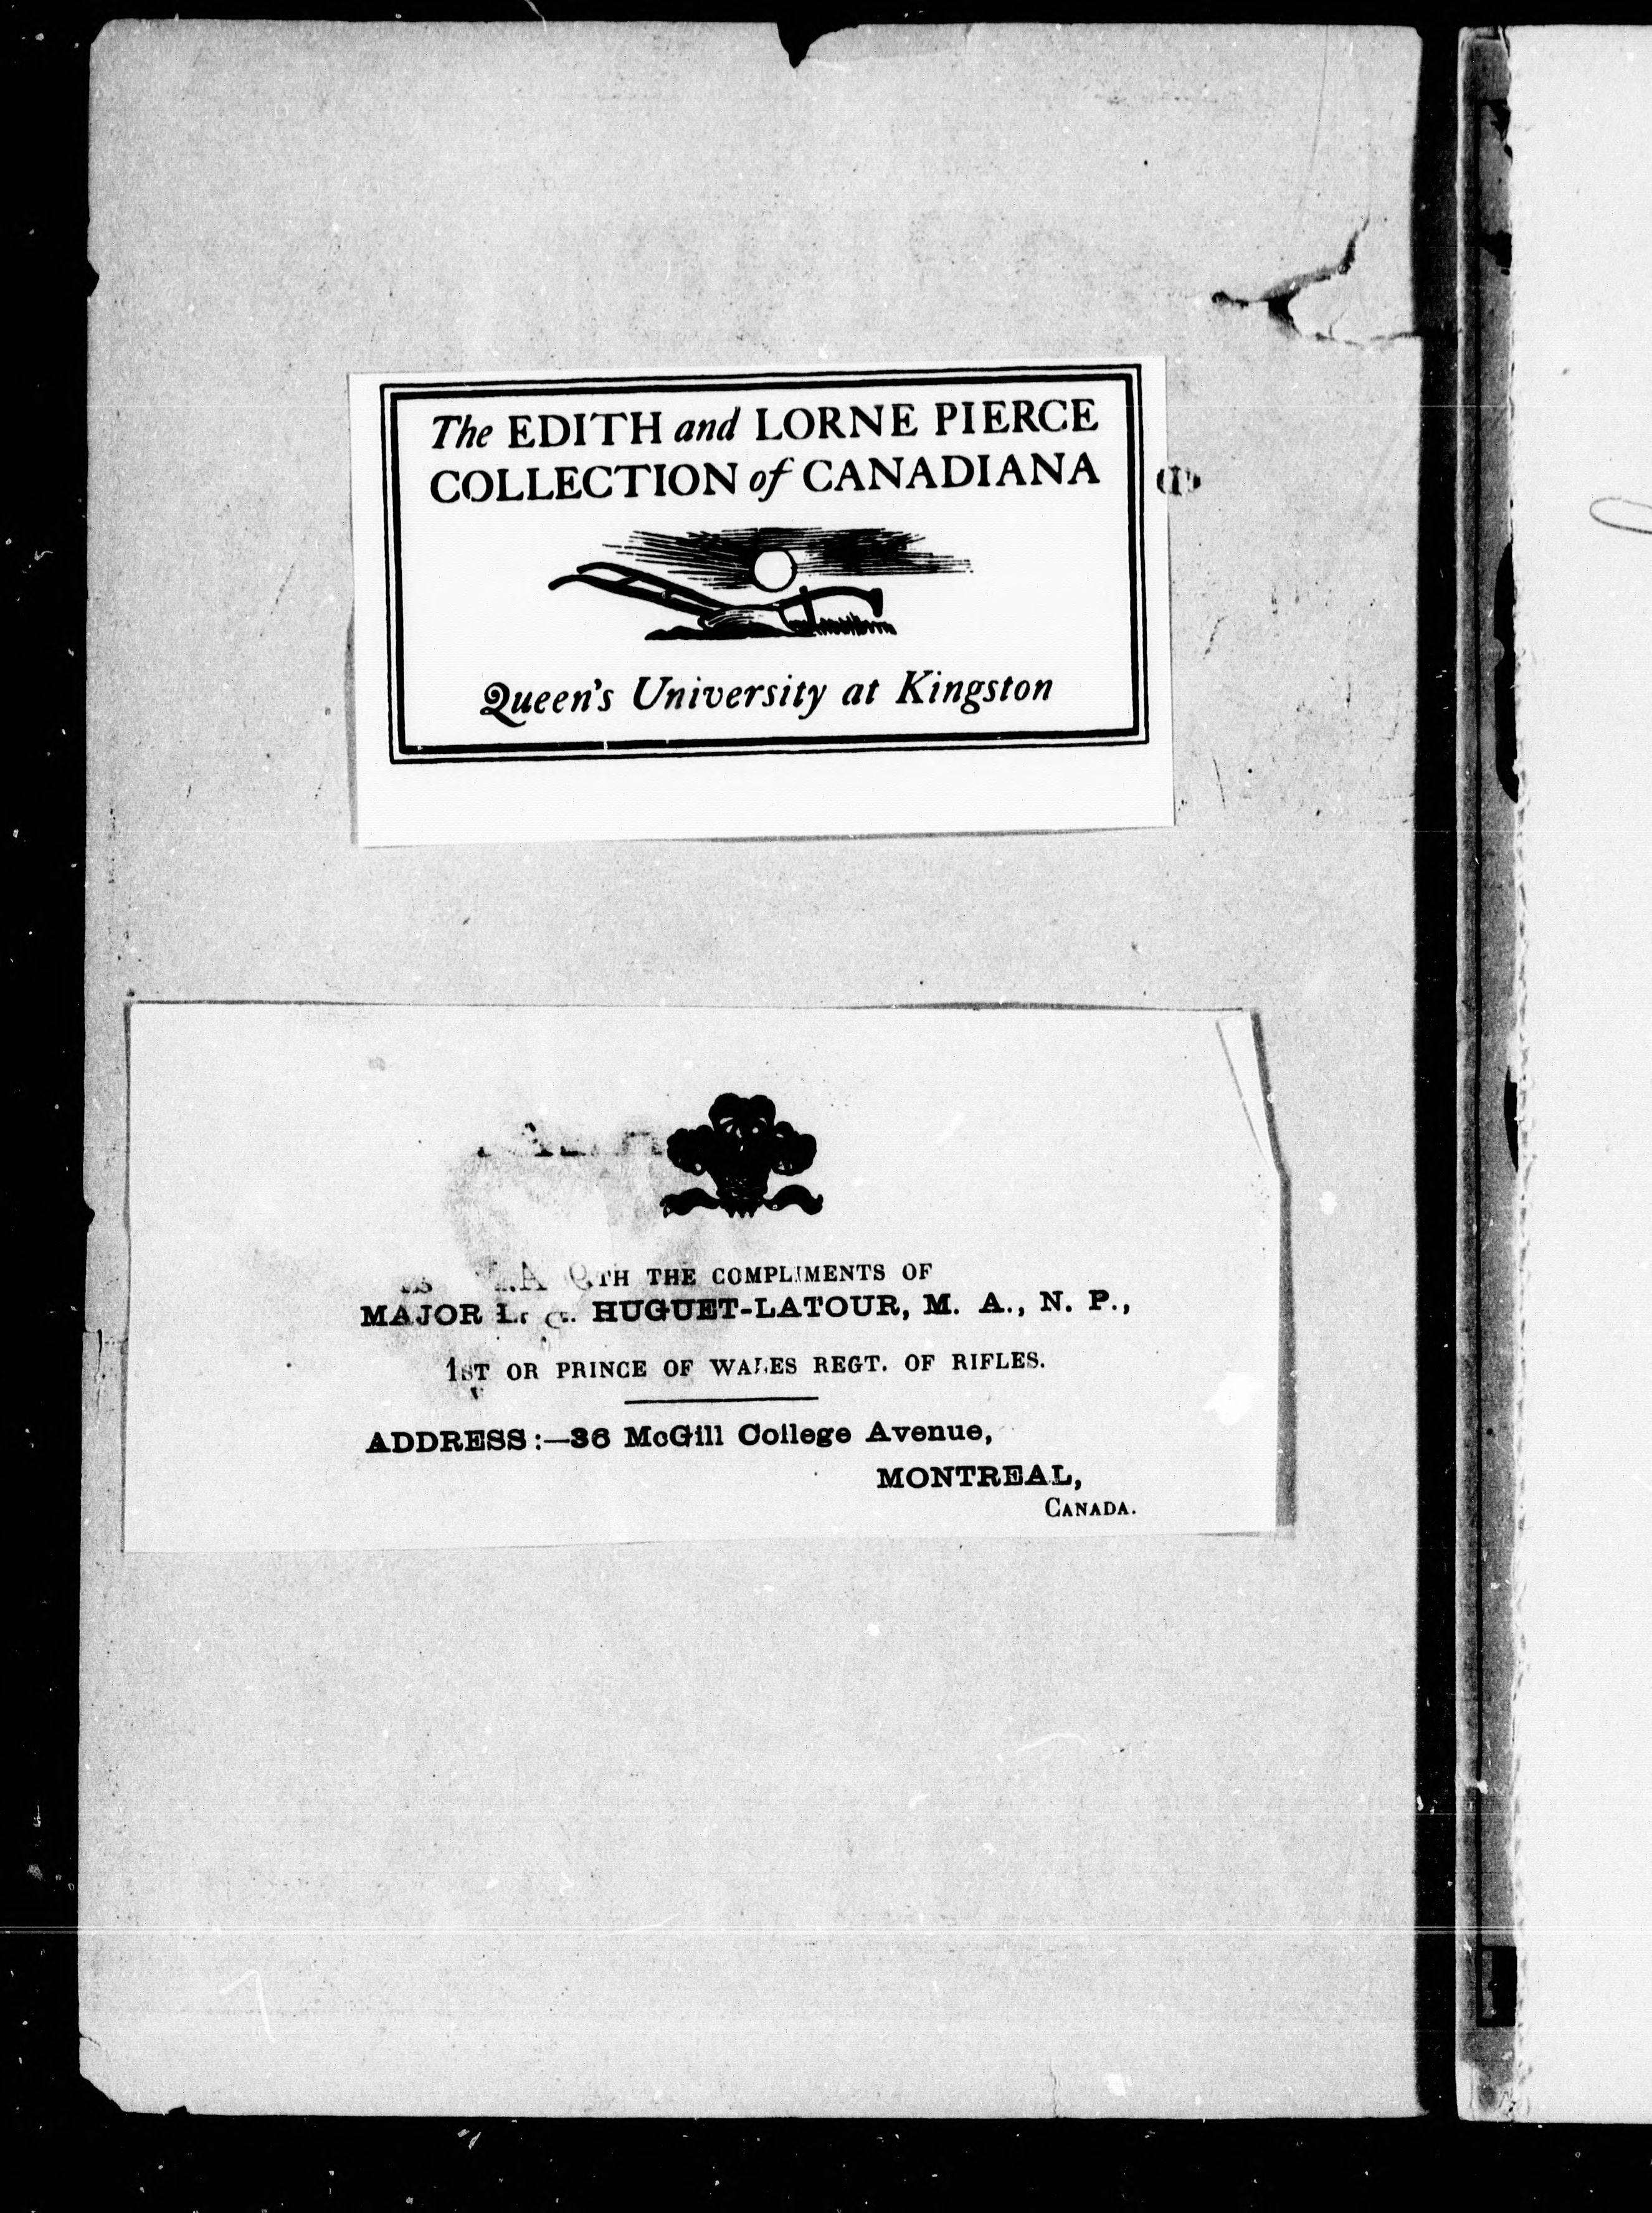 The EDITH and LORNE PIERCE
COLLECTION of CANADIANA
Queen's University at Kingston
THE COMPLIMENTS OF
MAJOR L. HUGUET-LATOUR, M. A., N. P.,
1ST OR PRINCE OF WALES REGT. OF RIFLES.
ADDRESS:—36 McGill College Avenue,
MONTREAL,
CANADA.